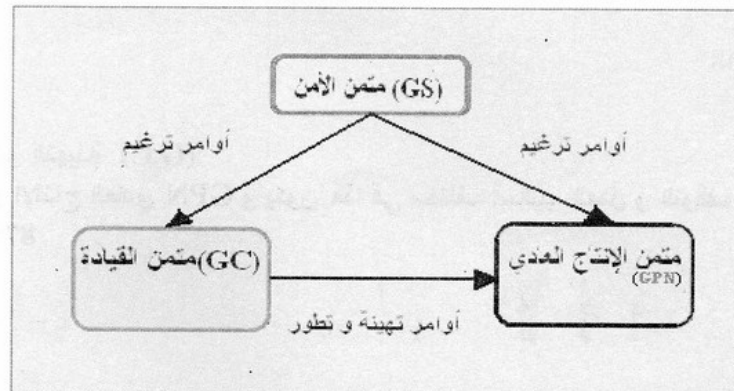 متمن الأمن (GS)
أوامر ترغيم
أوامر ترغيم
متمن القيادة(GC)
متمن الإنتاج العادي
(GPN)
أوامر تهيئة و تطور